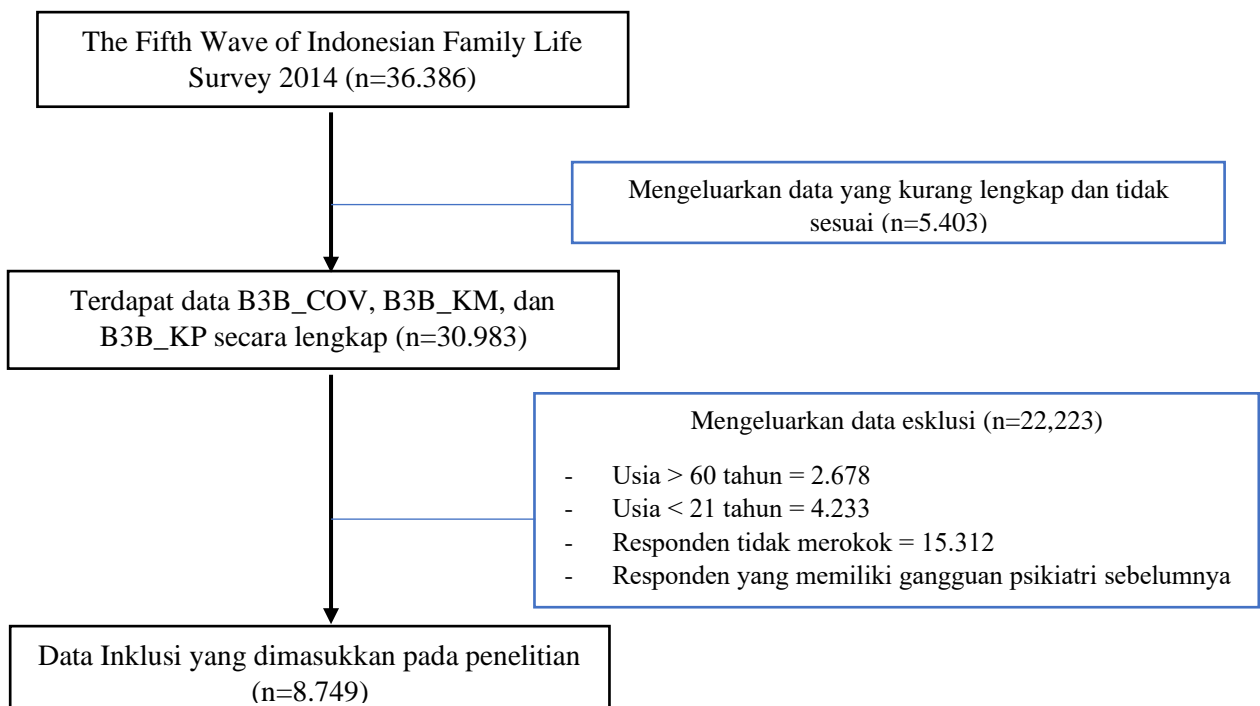 The Fifth Wave of Indonesian Family Life
Survey 2014 (n=36.386)
Mengeluarkan data yang kurang lengkap dan tidak
sesuai (n=5.403)
Terdapat data B3B_COV, B3B_KM, dan
B3B_KP secara lengkap (n=30.983)
Mengeluarkan data esklusi (n=22,223)
- Usia > 60 tahun = 2.678
- Usia < 21 tahun = 4.233
- Responden tidak merokok = 15.312
- Responden yang memiliki gangguan psikiatri sebelumnya
Data Inklusi yang dimasukkan pada penelitian
(n=8.749)